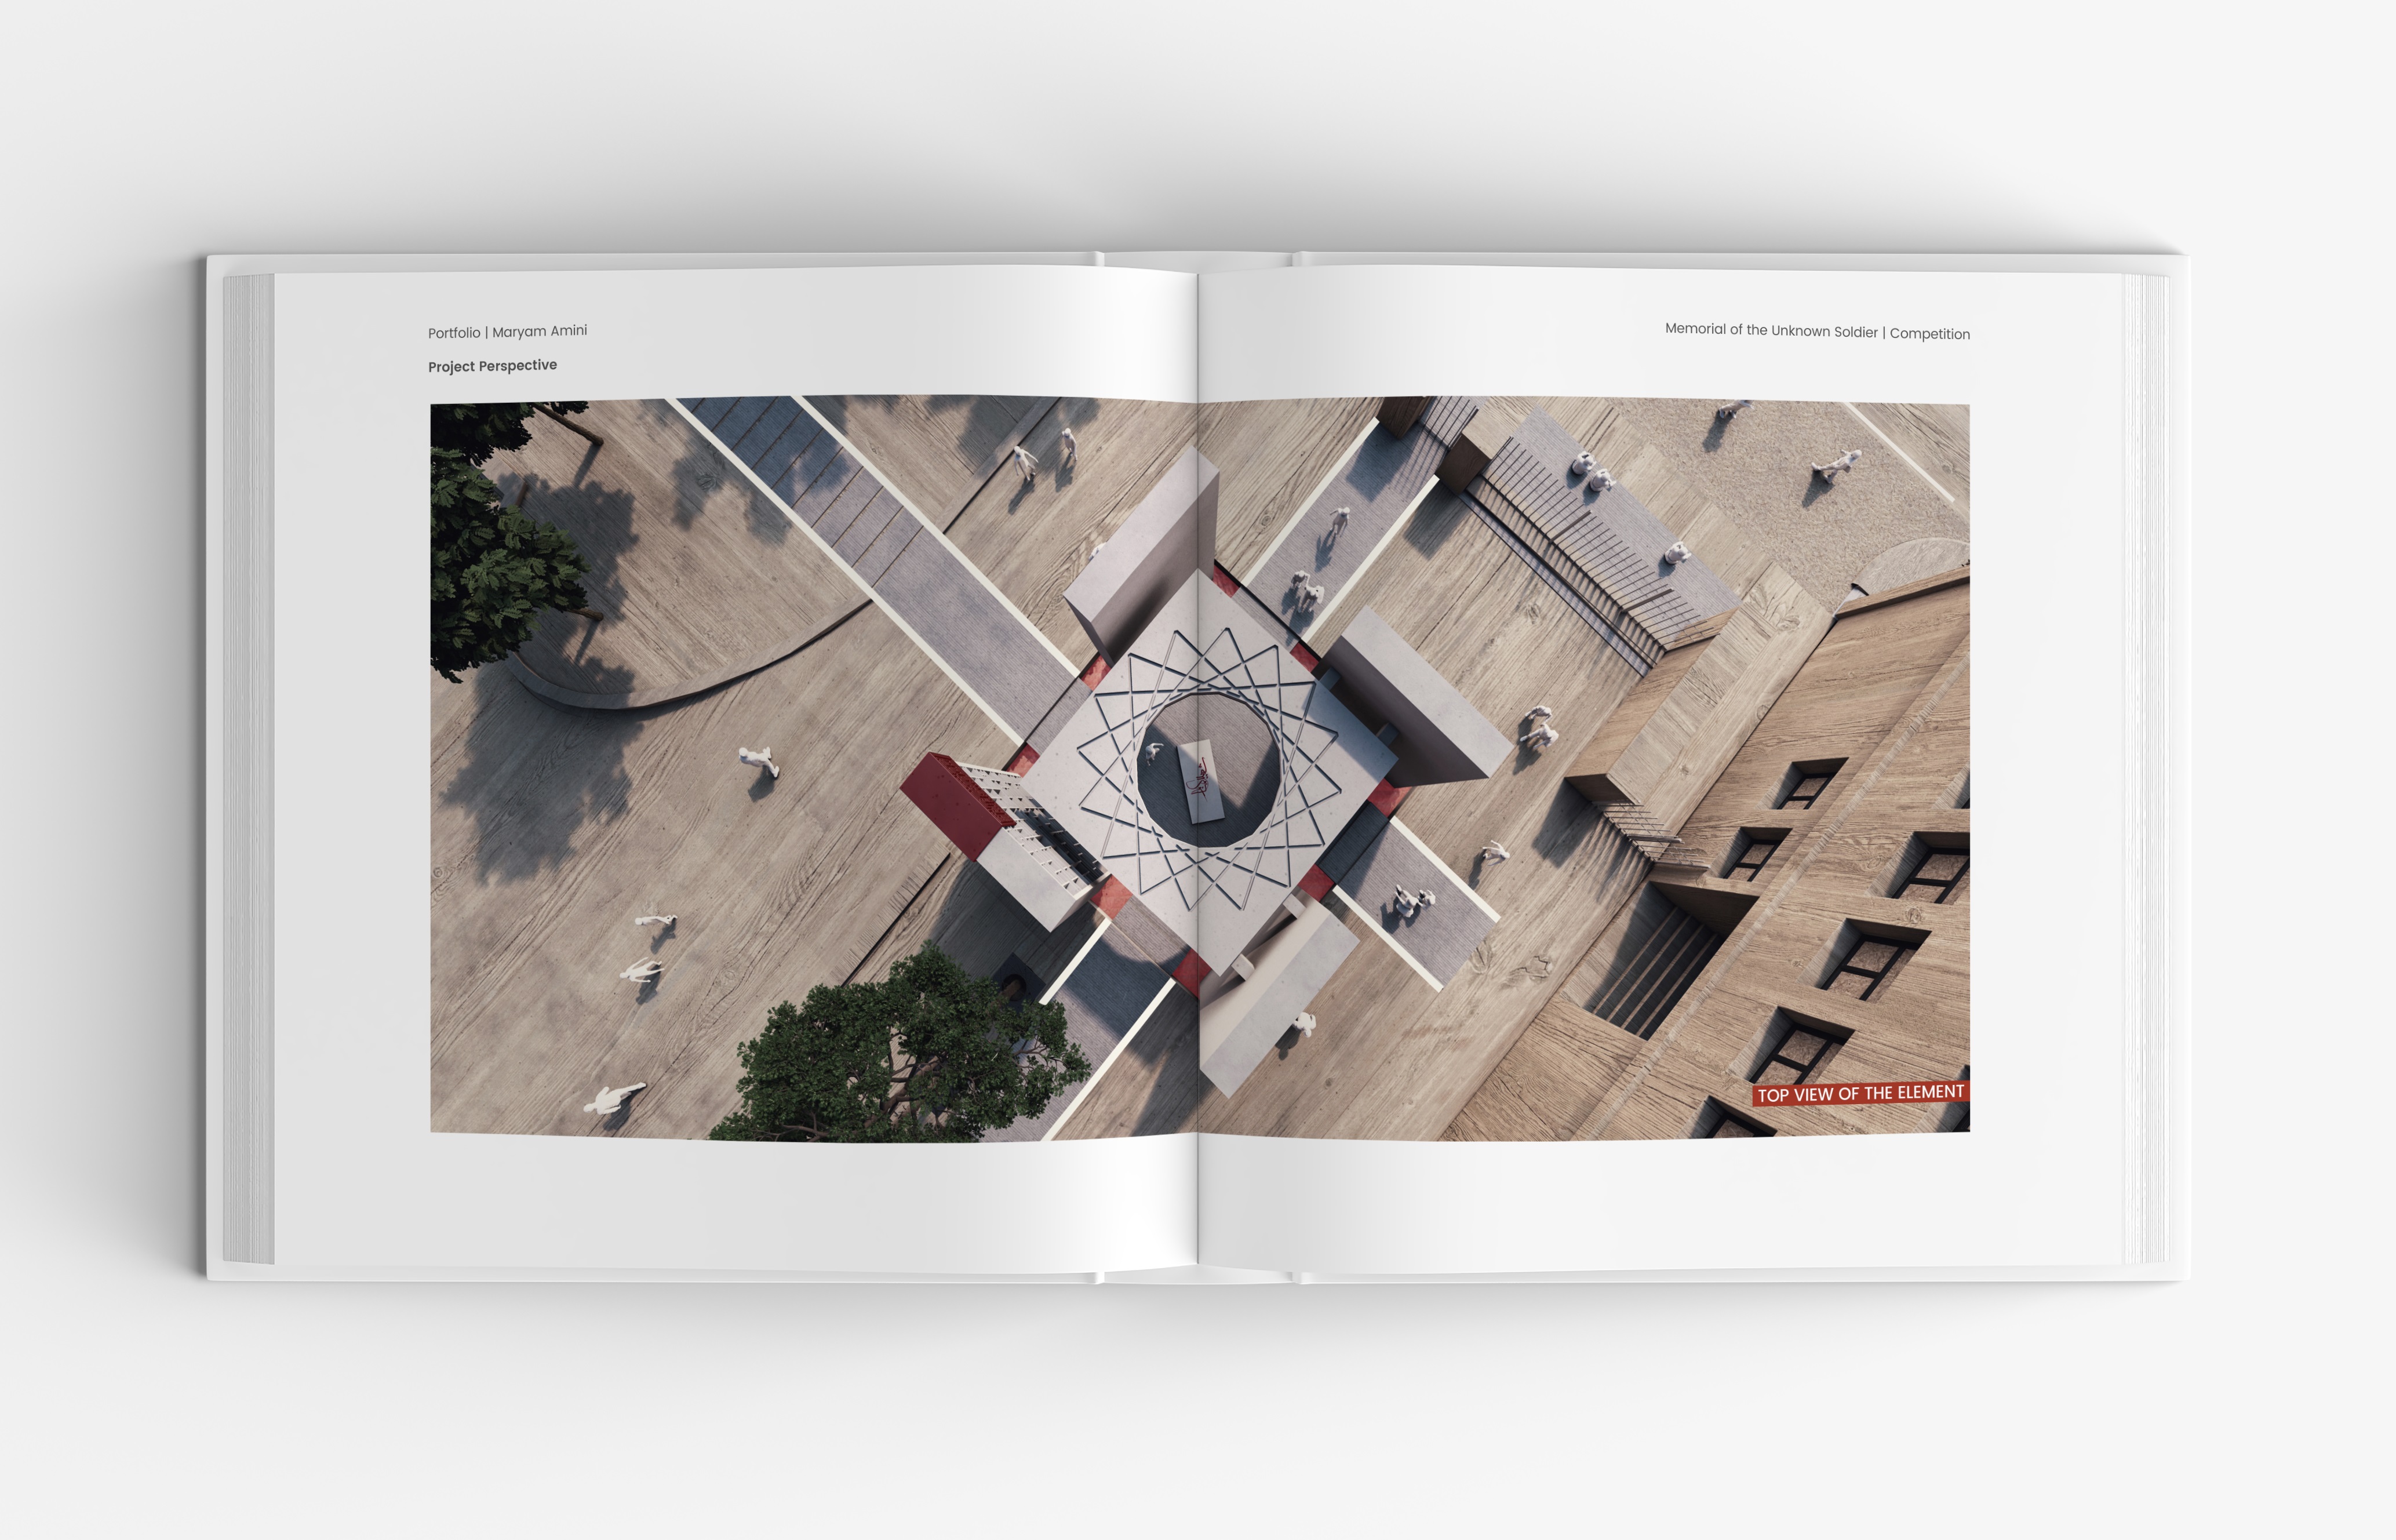 Portfolio | Maryam Amini
Project Perspective
Memorial of the Unknown Soldier | Competition
TOP VIEW OF THE ELEMENT